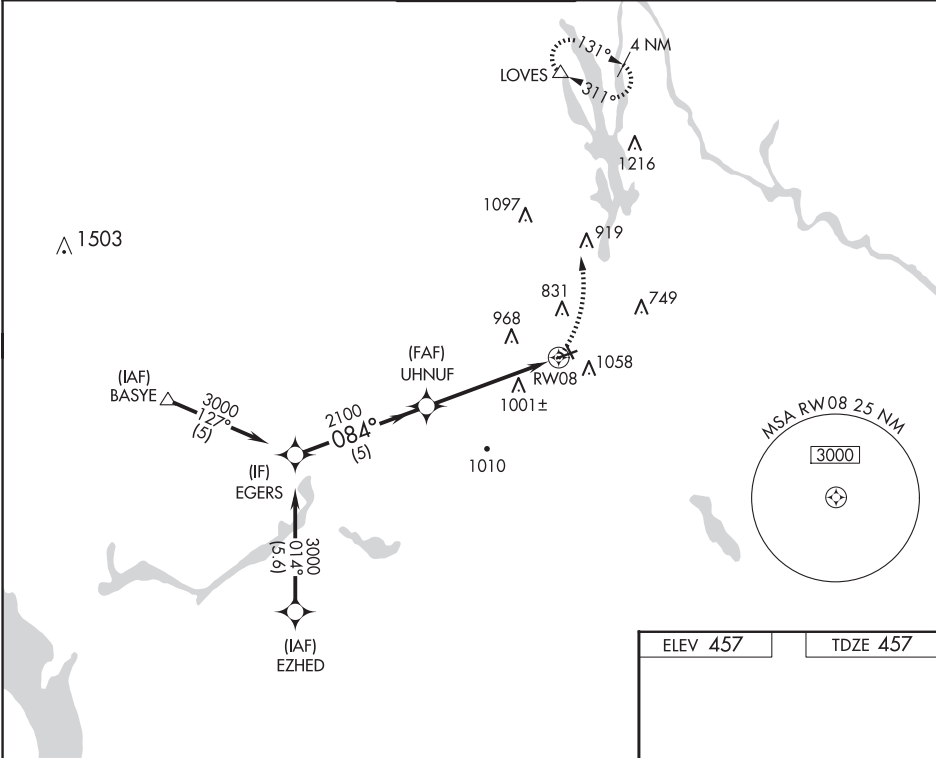 131°
4 NM
LOVES
311°
1216
1097
1503
919
831
749
968
(FAF)
UHNUF
1058
RW08
1001±
(IAF)
BASYE
3000
127°
(5)
2100
084°
(5)
MSA RW08 25 NM
3000
1010
(IF)
EGERS
3000
014°
(5.6)
(IAF)
EZHED
ELEV 457
TDZE 457